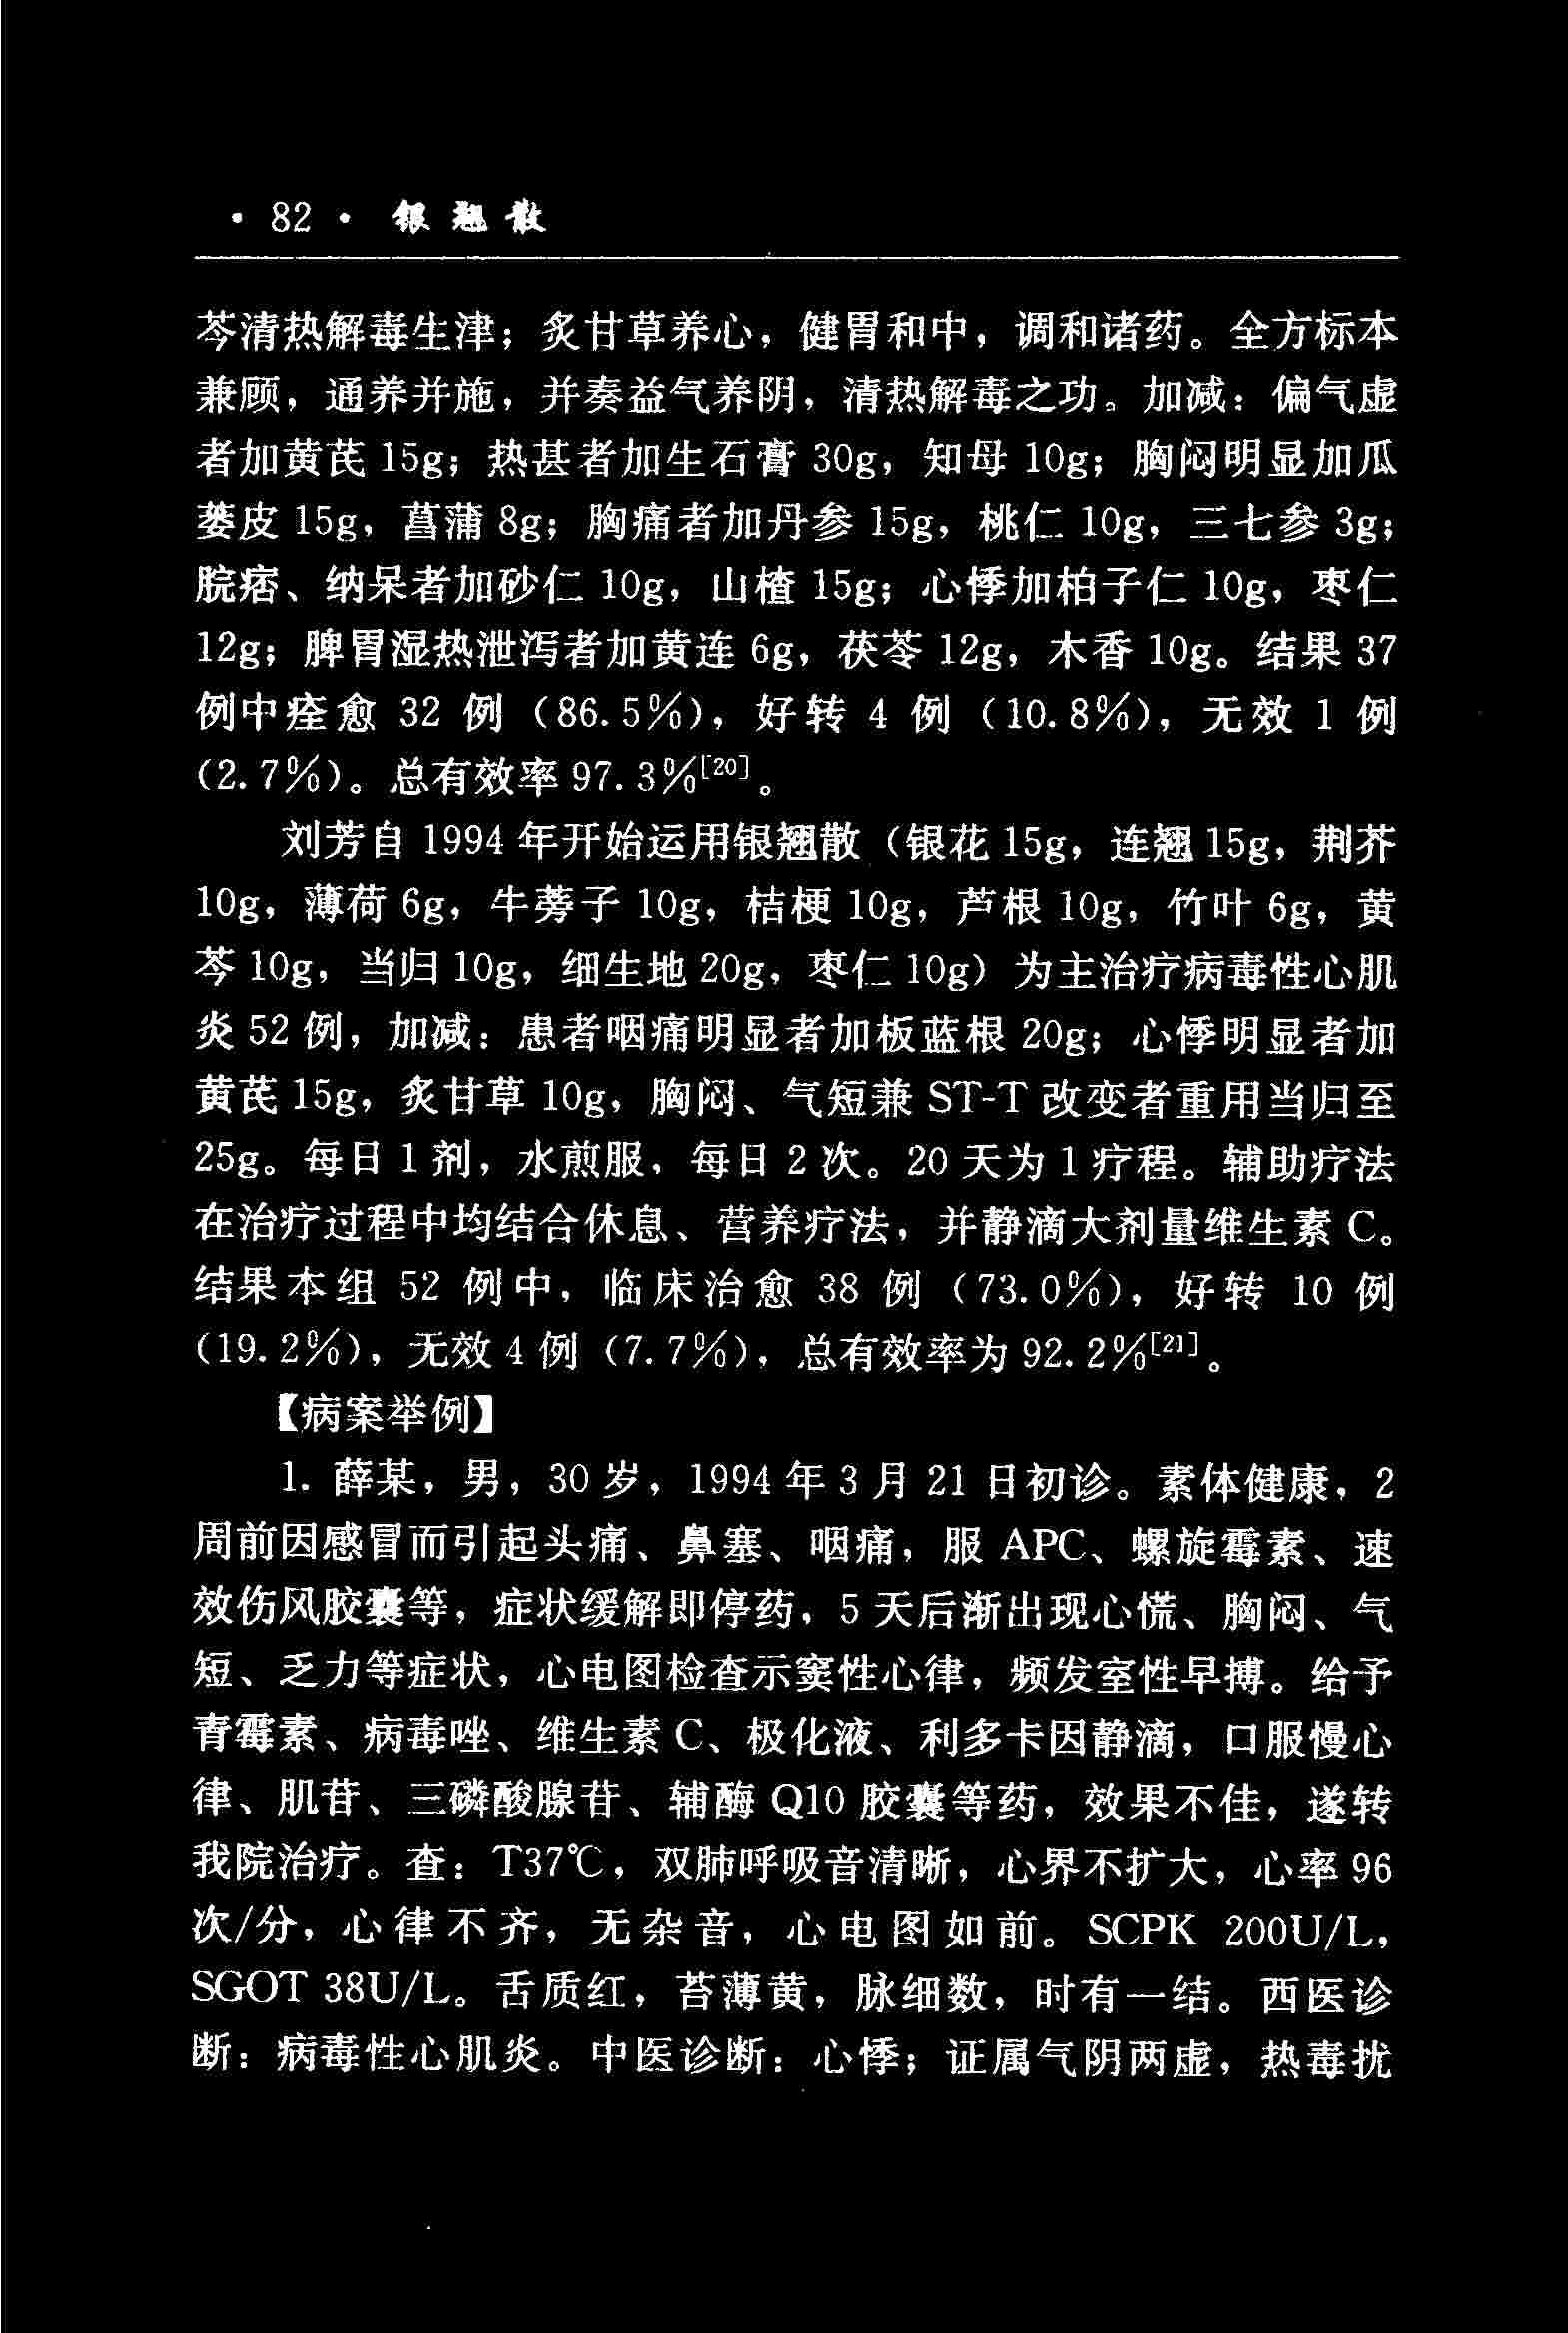 · 82 · 银翘散
芩清热解毒生津；炙甘草养心，健胃和中，调和诸药。全方标本
兼顾，通养并施，并奏益气养阴，清热解毒之功。加减：偏气虚
者加黄芪 15g；热甚者加生石膏 30g，知母 10g；胸闷明显加瓜
蒌皮 15g，菖蒲 8g；胸痛者加丹参 15g，桃仁 10g，三七参 3g；
脘痞、纳呆者加砂仁 10g，山楂 15g；心悸加柏子仁 10g，枣仁
12g；脾胃湿热泄泻者加黄连 6g，茯苓 12g，木香 10g。结果 37
例中痊愈 32 例（86.5%），好转 4 例（10.8%），无效 1 例
（2.7%）。总有效率 97.3%[20]。
刘芳自 1994 年开始运用银翘散（银花 15g，连翘 15g，荆芥
10g，薄荷 6g，牛蒡子 10g，桔梗 10g，芦根 10g，竹叶 6g，黄
芩 10g，当归 10g，细生地 20g，枣仁 10g）为主治疗病毒性心肌
炎 52 例，加减：患者咽痛明显者加板蓝根 20g；心悸明显者加
黄芪 15g，炙甘草 10g，胸闷、气短兼 ST-T 改变者重用当归至
25g。每日 1 剂，水煎服，每日 2 次。20 天为 1 疗程。辅助疗法
在治疗过程中均结合休息、营养疗法，并静滴大剂量维生素 C。
结果本组 52 例中，临床治愈 38 例（73.0%），好转 10 例
（19.2%），无效 4 例（7.7%），总有效率为 92.2%[21]。
【病案举例】
1. 薛某，男，30 岁，1994 年 3 月 21 日初诊。素体健康，2
周前因感冒而引起头痛、鼻塞、咽痛，服 APC、螺旋霉素、速
效伤风胶囊等，症状缓解即停药，5 天后渐出现心慌、胸闷、气
短、乏力等症状，心电图检查示窦性心律，频发室性早搏。给予
青霉素、病毒唑、维生素 C、极化液、利多卡因静滴，口服慢心
律、肌苷、三磷酸腺苷、辅酶 Q10 胶囊等药，效果不佳，遂转
我院治疗。查：T37℃，双肺呼吸音清晰，心界不扩大，心率 96
次/分，心律不齐，无杂音，心电图如前。SCPK 200U/L，
SGOT 38U/L。舌质红，苔薄黄，脉细数，时有一结。西医诊
断：病毒性心肌炎。中医诊断：心悸；证属气阴两虚，热毒扰